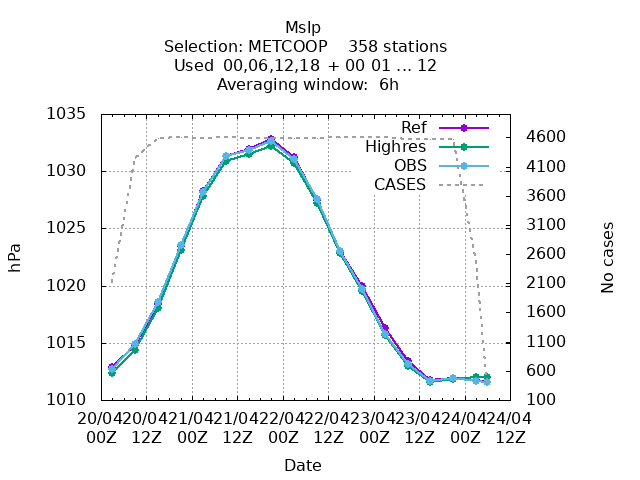 Mslp
Selection: METCOOP 358 stations
Used 00,06,12,18 + 00 01 ... 12
Averaging window: 6h
1035
1030
1025
1020
1015
1010
hPa
Ref
Highres
OBS
CASES
4600
4100
3600
3100
2600
2100
1600
1100
600
100
No cases
20/04 20/04 21/04 21/04 22/04 22/04 23/04 23/04 24/04 24/04
00Z 12Z 00Z 12Z 00Z 12Z 00Z 12Z 00Z 12Z
Date